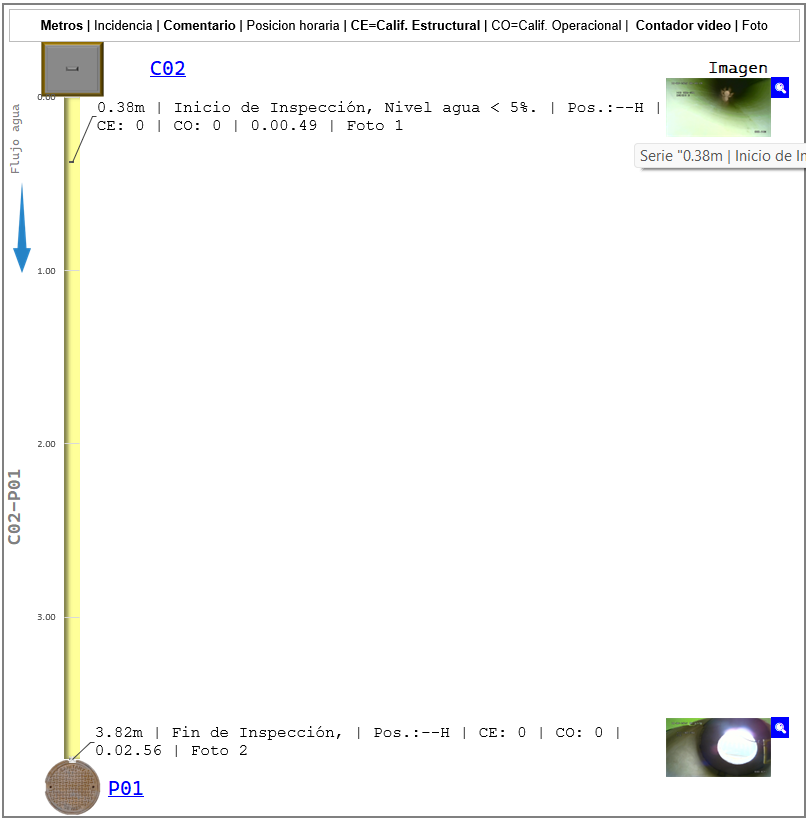 Metros | Incidencia | Comentario | Posicion horaria | CE=Calif. Estructural | CO=Calif. Operacional | Contador video | Foto
C02
Imagen
0.00
0.38m | Inicio de Inspección, Nivel agua < 5%. | Pos.:--H |
CE: 0 | CO: 0 | 0.00.49 | Foto 1
Serie "0.38m | Inicio de In
Flujo agua
1.00
2.00
C02-P01
3.00
3.82m | Fin de Inspección, | Pos.:--H | CE: 0 | CO: 0 |
0.02.56 | Foto 2
P01